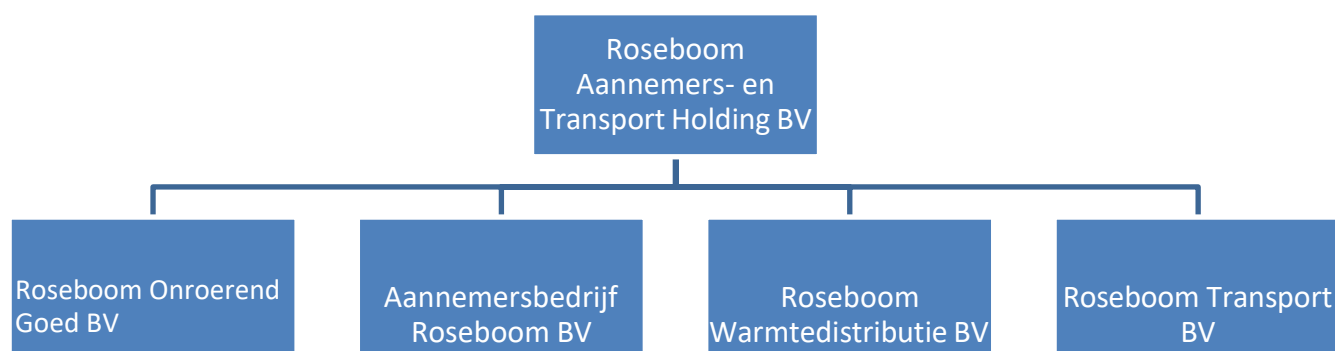 Roseboom
Aannemers- en
Transport Holding BV
Roseboom Onroerend
Goed BV
Aannemersbedrijf
Roseboom BV
Roseboom
Warmtedistributie BV
Roseboom Transport
BV